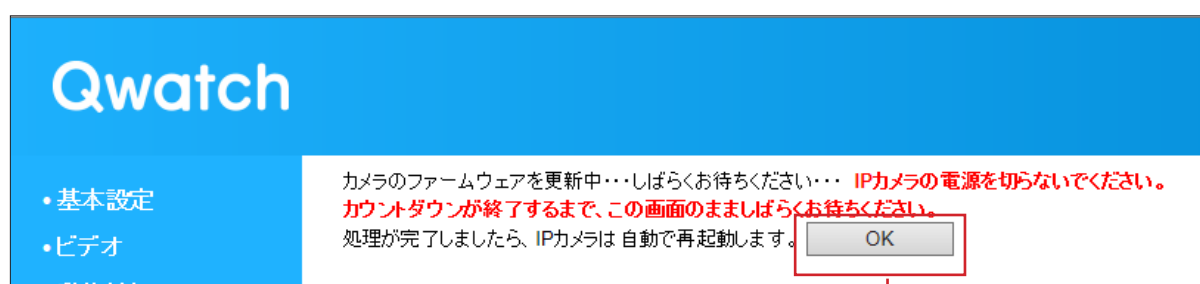 Qwatch
・基本設定
・ビデオ
カメラのファームウェアを更新中・・・しばらくお待ちください・・・ IPカメラの電源を切らないでください。
カウントダウンが終了するまで、この画面のまましばらくお待ちください。
処理が完了しましたら、IPカメラは自動で再起動します。 OK